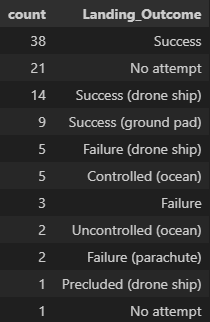 count Landing_Outcome
38 Success
21 No attempt
14 Success (drone ship)
9 Success (ground pad)
5 Failure (drone ship)
5 Controlled (ocean)
3 Failure
2 Uncontrolled (ocean)
2 Failure (parachute)
1 Precluded (drone ship)
1 No attempt